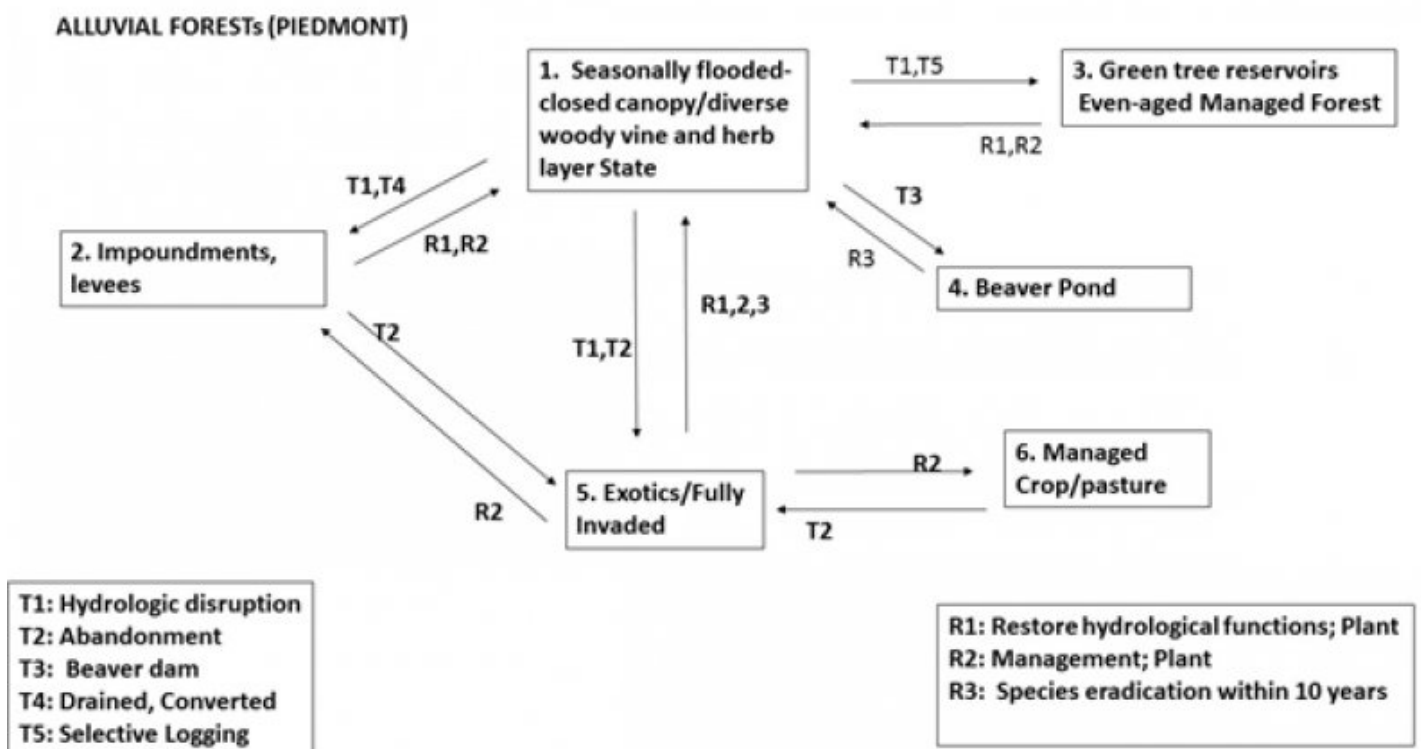 ALLUVIAL FORESTs (PIEDMONT)
1. Seasonally flooded-
closed canopy/diverse
woody vine and herb
layer State
T1,T5
3. Green tree reservoirs
Even-aged Managed Forest
R1,R2
T1,T4
R1,R2
T3
R3
2. Impoundments,
levees
4. Beaver Pond
T2
T1,T2
R1,2,3
R2
5. Exotics/Fully
Invaded
R2
T2
6. Managed
Crop/pasture
T1: Hydrologic disruption
T2: Abandonment
T3: Beaver dam
T4: Drained, Converted
T5: Selective Logging
R1: Restore hydrological functions; Plant
R2: Management; Plant
R3: Species eradication within 10 years